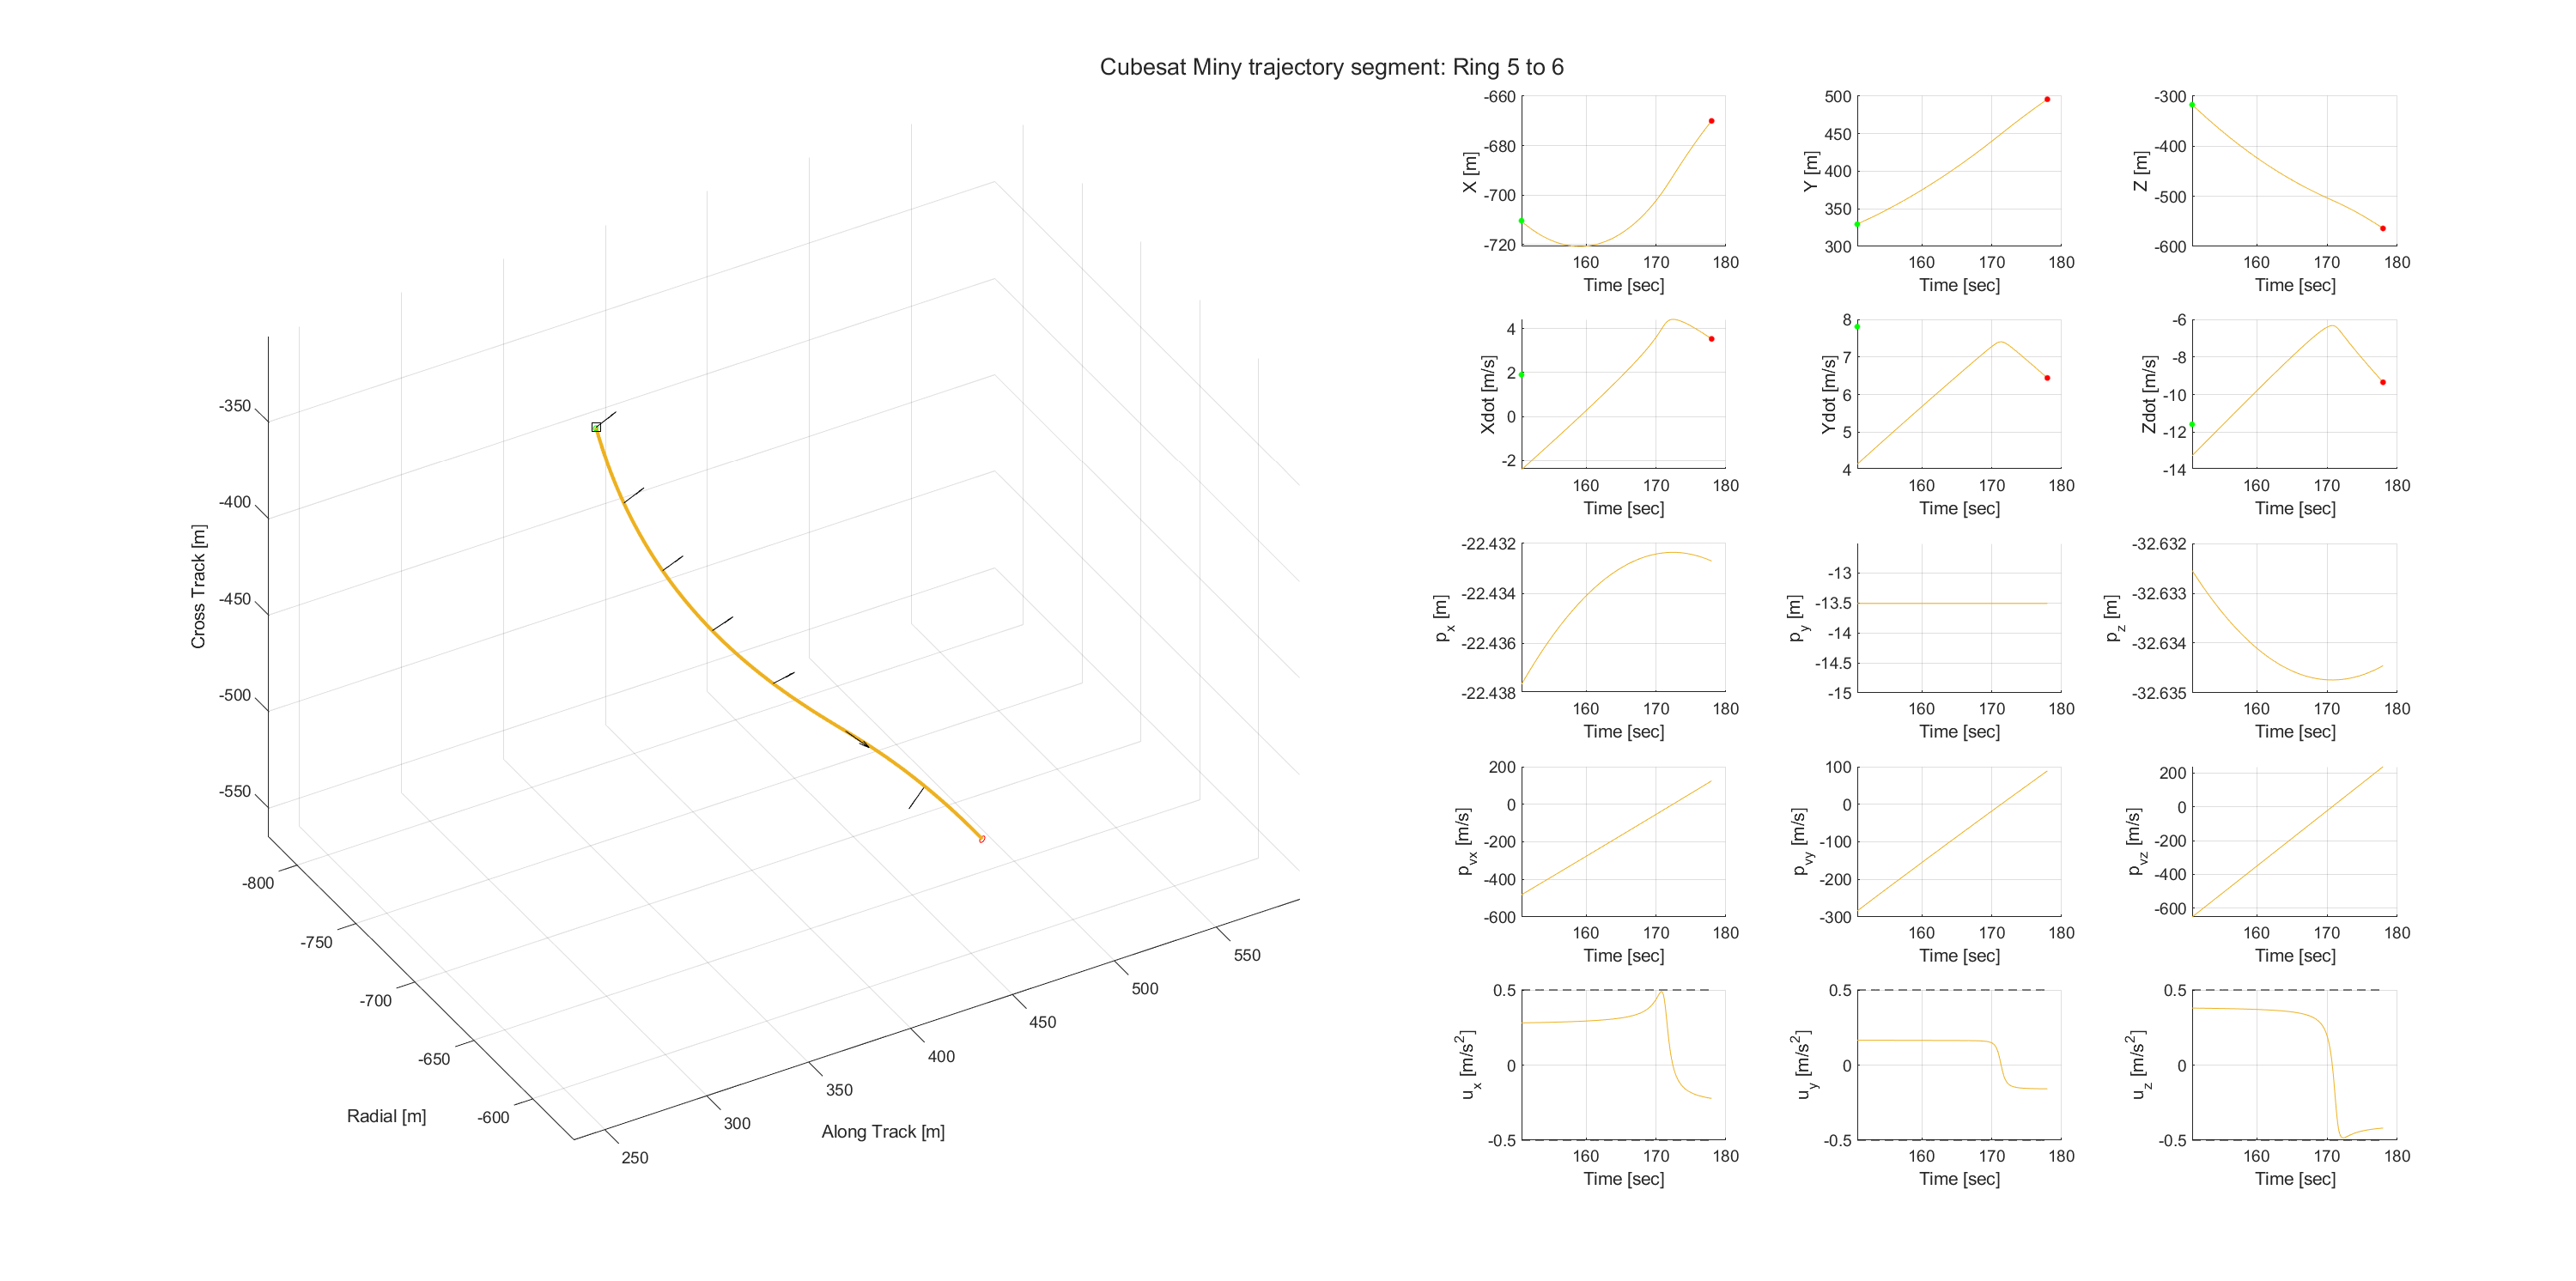 Cubesat Miny trajectory segment: Ring 5 to 6
-350
-400
-450
-500
-550
Cross Track [m]
-800
-750
-700
-650
-600
Radial [m]
250
300
350
400
450
500
550
Along Track [m]
-660
-680
-700
-720
X [m]
160 170 180
Time [sec]
500
450
400
350
300
Y [m]
160 170 180
Time [sec]
-300
-400
-500
-600
Z [m]
160 170 180
Time [sec]
4
2
0
-2
Xdot [m/s]
160 170 180
Time [sec]
8
7
6
5
4
Ydot [m/s]
160 170 180
Time [sec]
-6
-8
-10
-12
-14
Zdot [m/s]
160 170 180
Time [sec]
-22.432
-22.434
-22.436
-22.438
p_x [m]
160 170 180
Time [sec]
-13
-13.5
-14
-14.5
-15
p_y [m]
160 170 180
Time [sec]
-32.632
-32.633
-32.634
-32.635
p_z [m]
160 170 180
Time [sec]
200
0
-200
-400
-600
p_vx [m/s]
160 170 180
Time [sec]
100
0
-100
-200
-300
p_vy [m/s]
160 170 180
Time [sec]
200
0
-200
-400
-600
p_vz [m/s]
160 170 180
Time [sec]
0.5
0
-0.5
u_x [m/s²]
160 170 180
Time [sec]
0.5
0
-0.5
u_y [m/s²]
160 170 180
Time [sec]
0.5
0
-0.5
u_z [m/s²]
160 170 180
Time [sec]